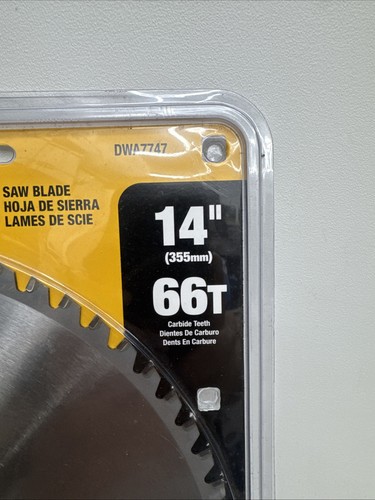 DWA7747
SAW BLADE
HOJA DE SIERRA
LAMES DE SCIE
14"
(355mm)
66T
Carbide Teeth
Dientes De Carburo
Dents En Carbure